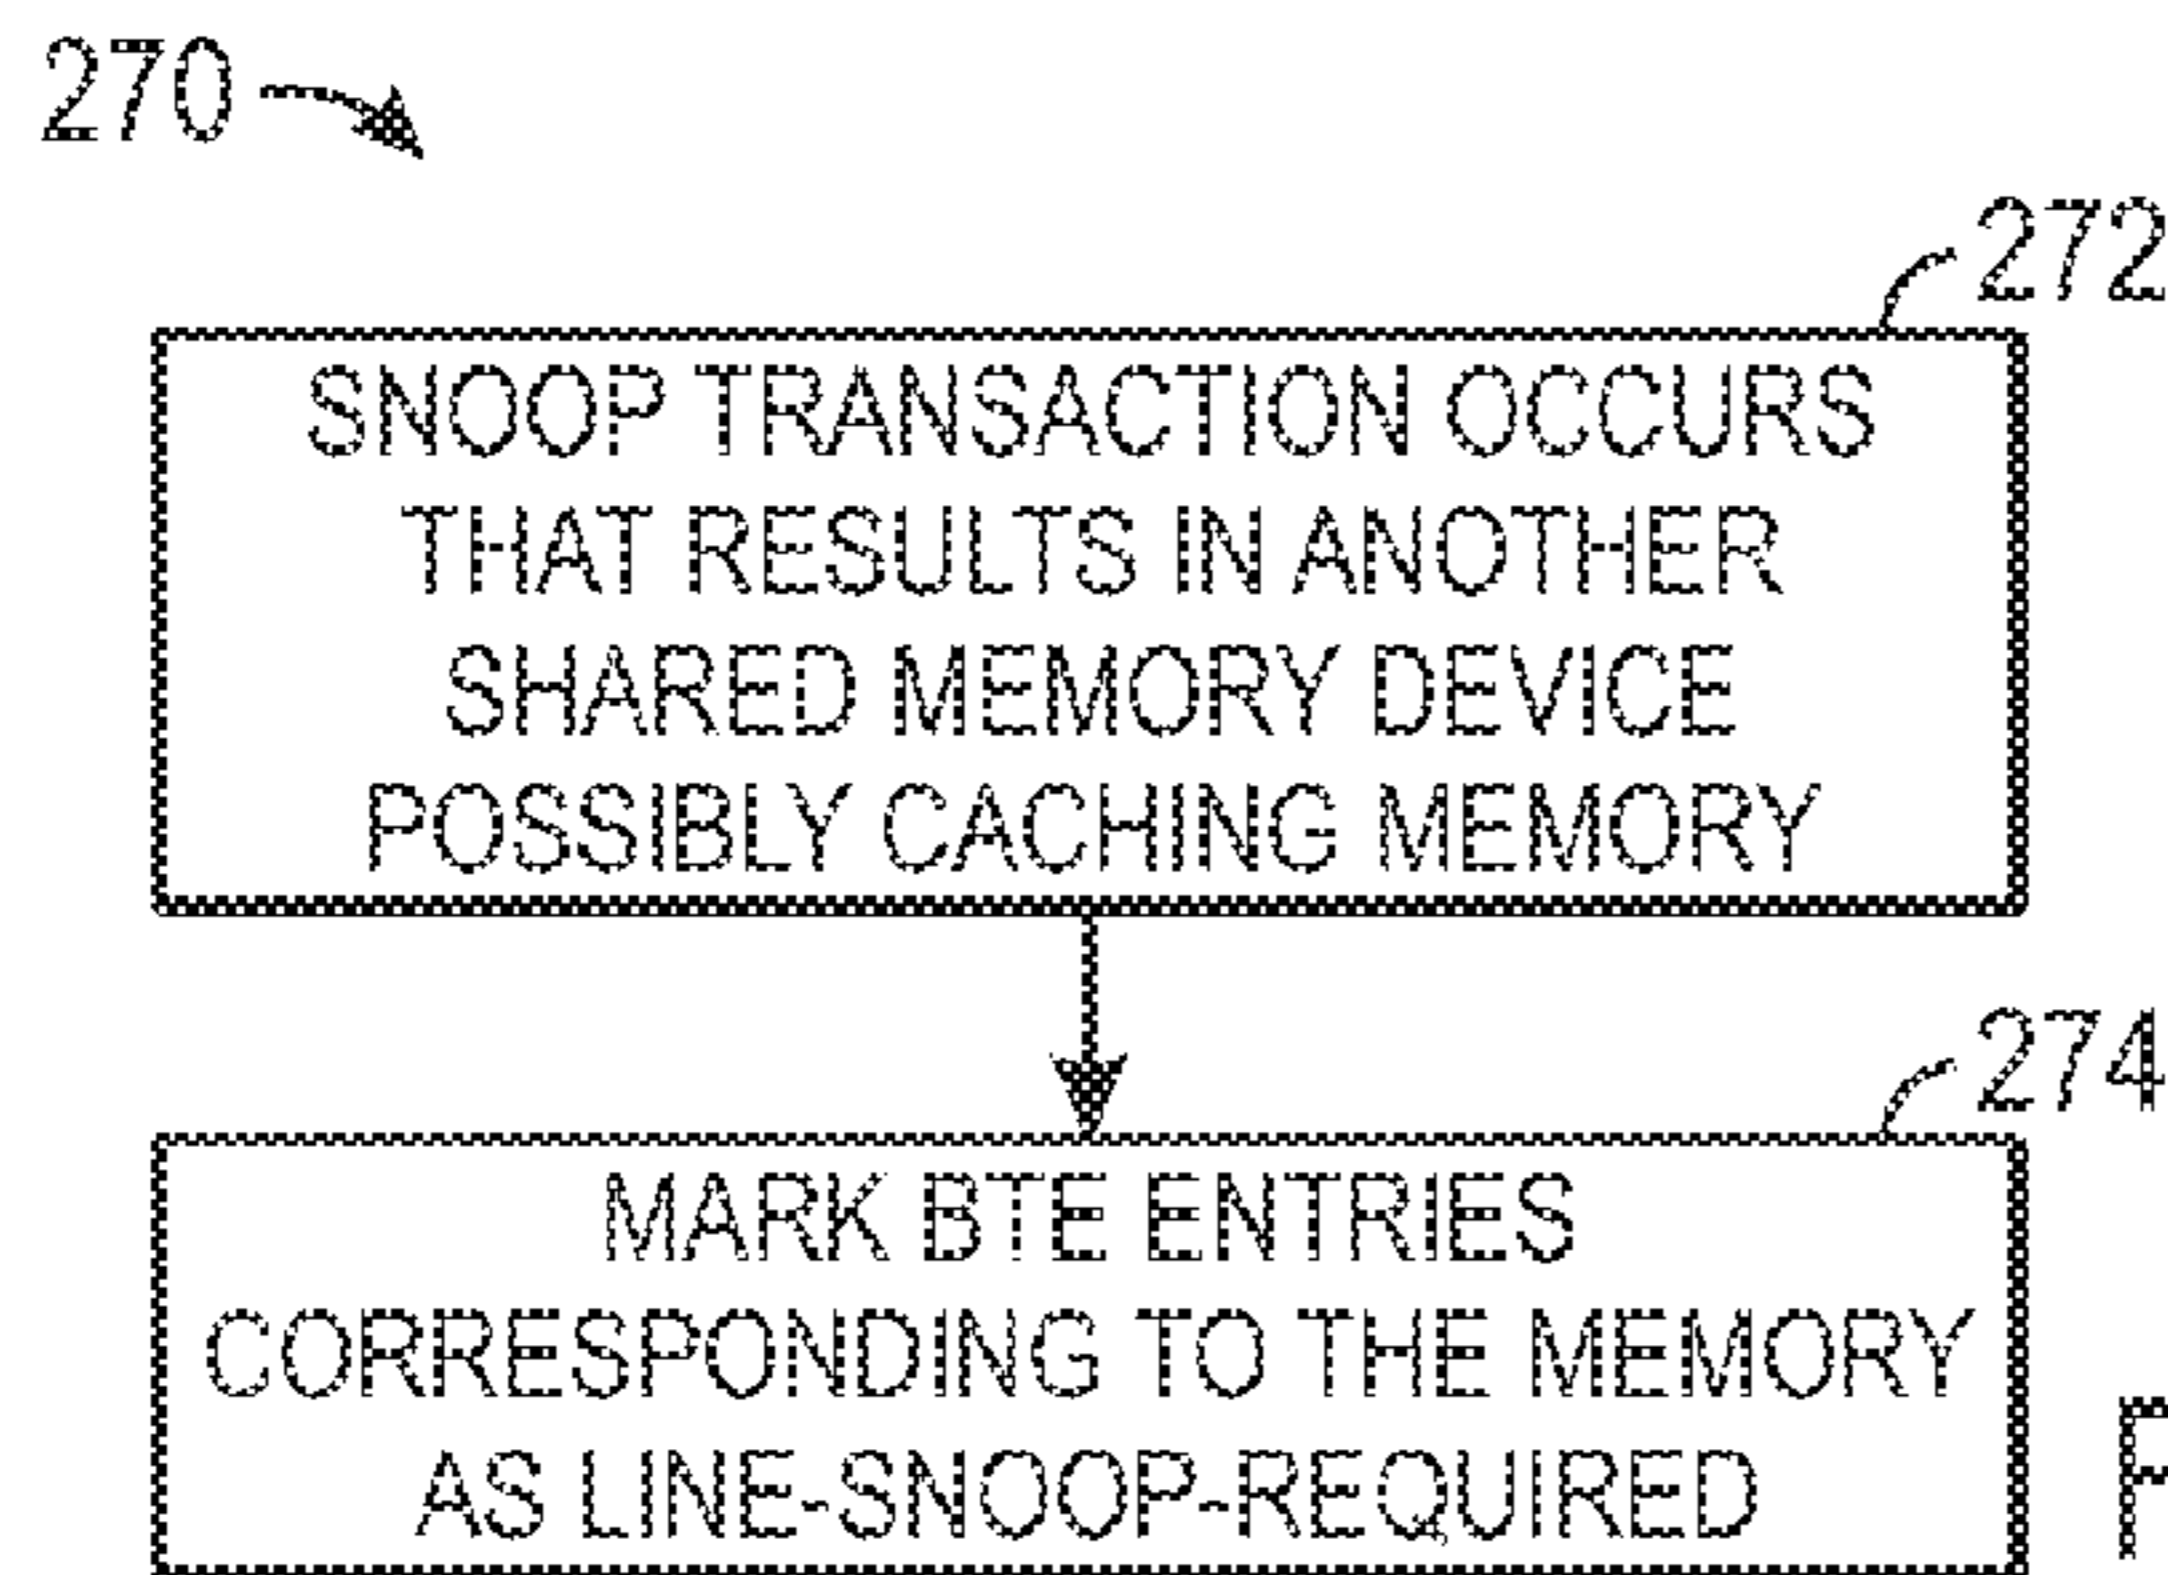 270
272
SNOOP TRANSACTION OCCURS
THAT RESULTS IN ANOTHER
SHARED MEMORY DEVICE
POSSIBLY CACHING MEMORY
274
MARK BTE ENTRIES
CORRESPONDING TO THE MEMORY
AS LINE-SNOOP-REQUIRED